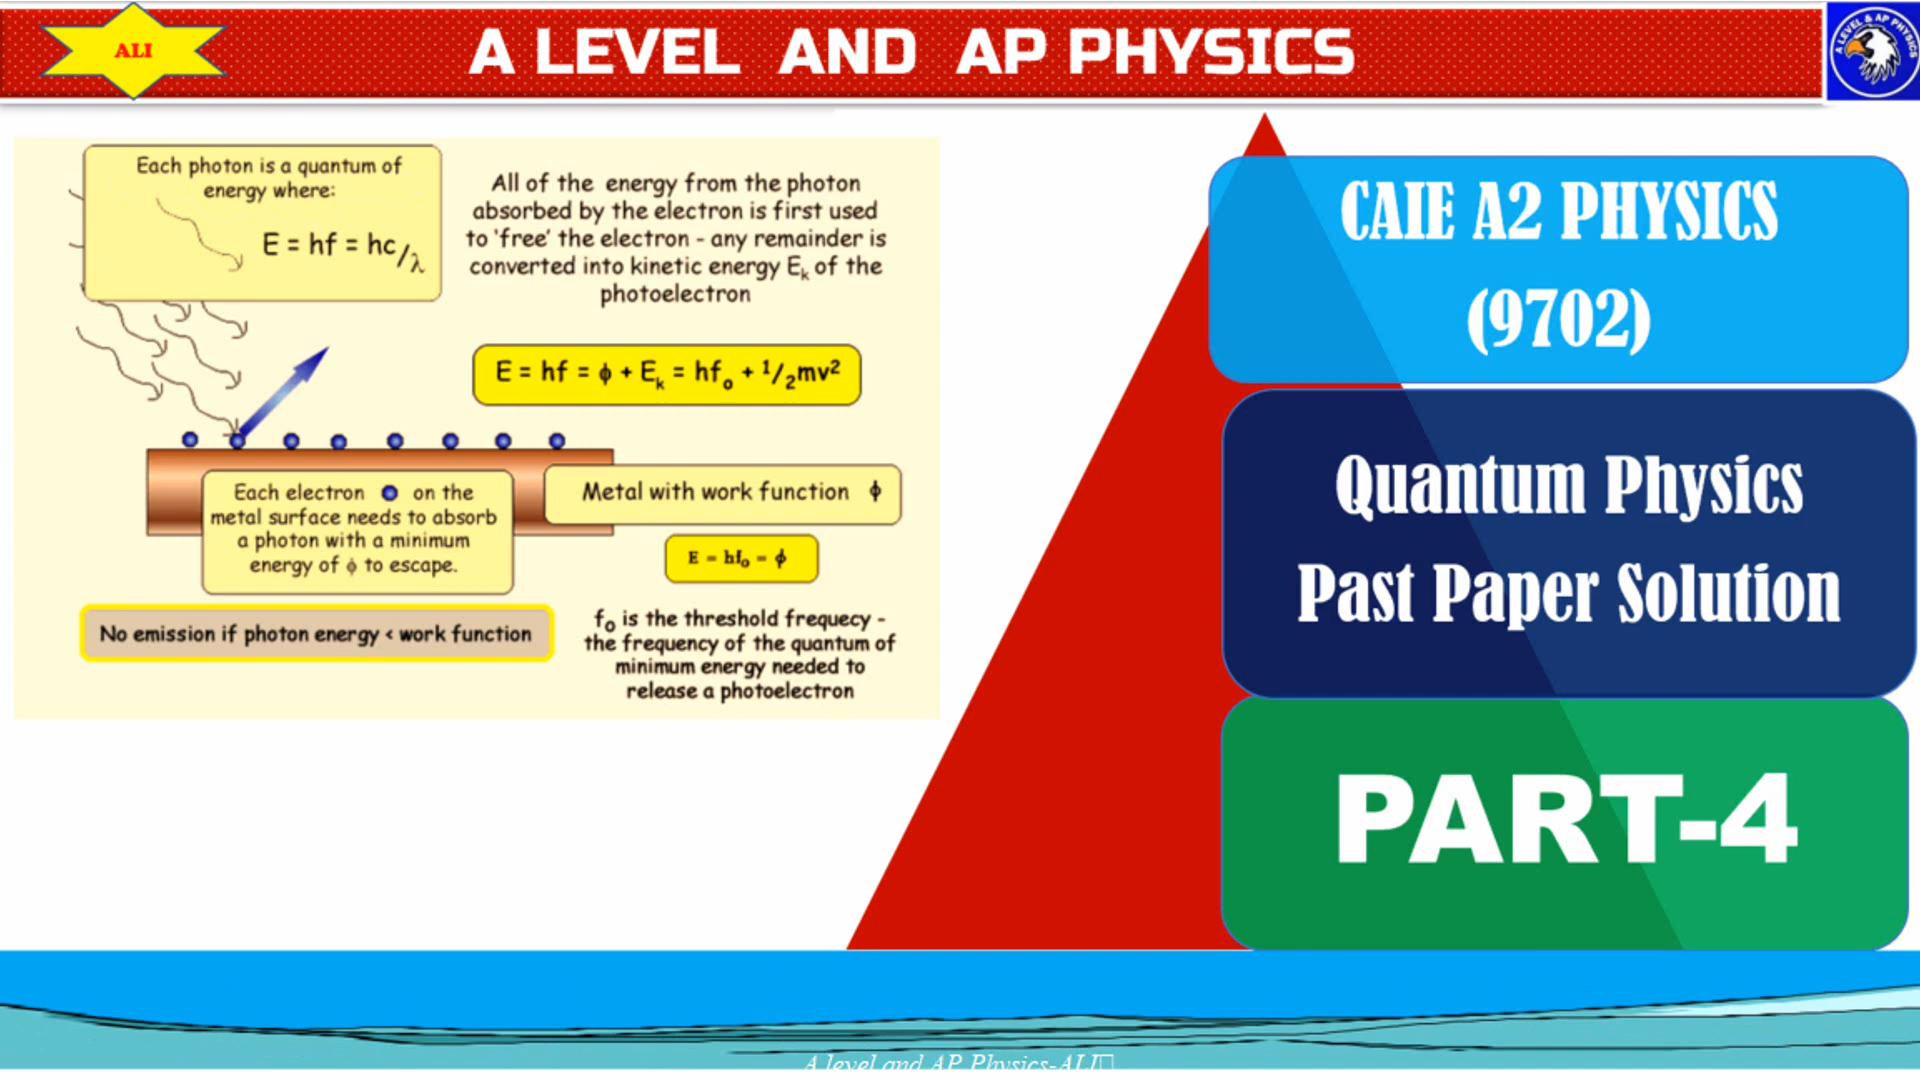 ALI
A LEVEL AND AP PHYSICS
A LEVEL & AP PHYSICS
Each photon is a quantum of
energy where:
E = hf = hc/λ
All of the energy from the photon
absorbed by the electron is first used
to 'free' the electron - any remainder is
converted into kinetic energy Ek of the
photoelectron
E = hf = ϕ + Ek = hfo + 1/2mv²
Each electron on the
metal surface needs to absorb
a photon with a minimum
energy of ϕ to escape.
Metal with work function ϕ
E = hfo = ϕ
No emission if photon energy < work function
fo is the threshold frequecy -
the frequency of the quantum of
minimum energy needed to
release a photoelectron
CAIE A2 PHYSICS
(9702)
Quantum Physics
Past Paper Solution
PART-4
A level and AP Physics-ALI